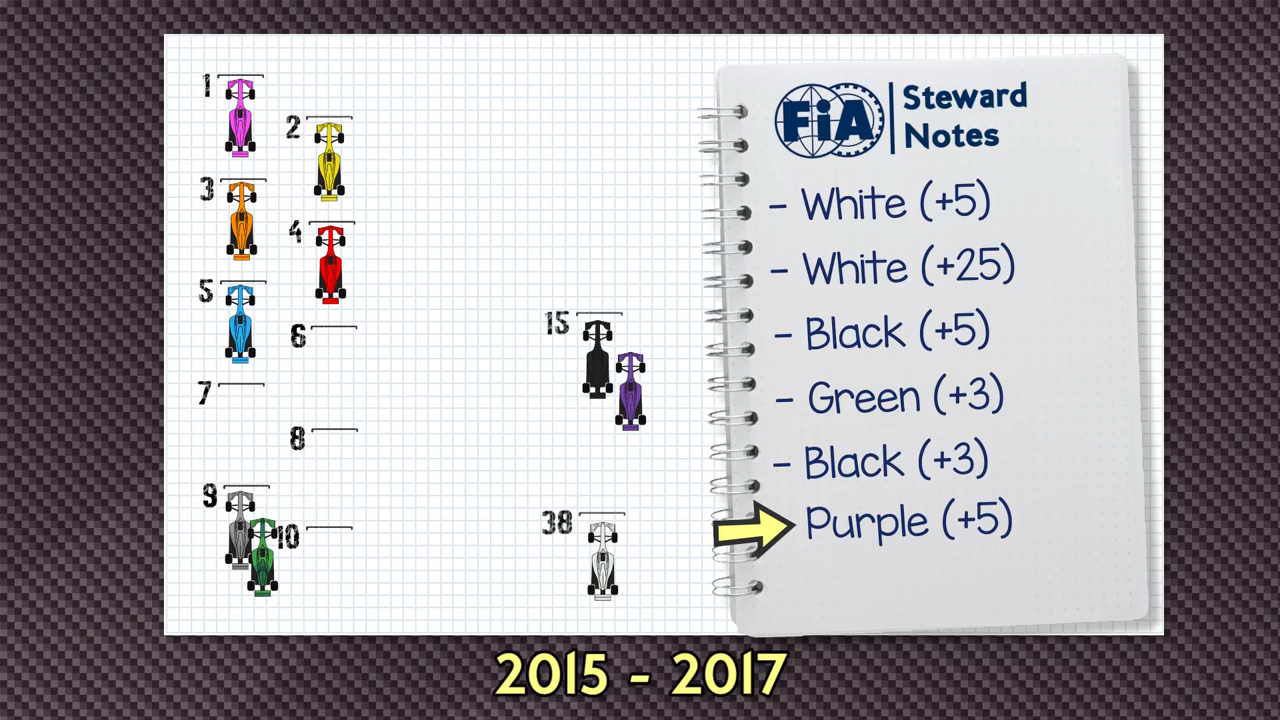 1
2
3
4
5
6
7
8
9
10
15
38
FiA Steward
Notes
- White (+5)
- White (+25)
- Black (+5)
- Green (+3)
- Black (+3)
Purple (+5)
2015 - 2017